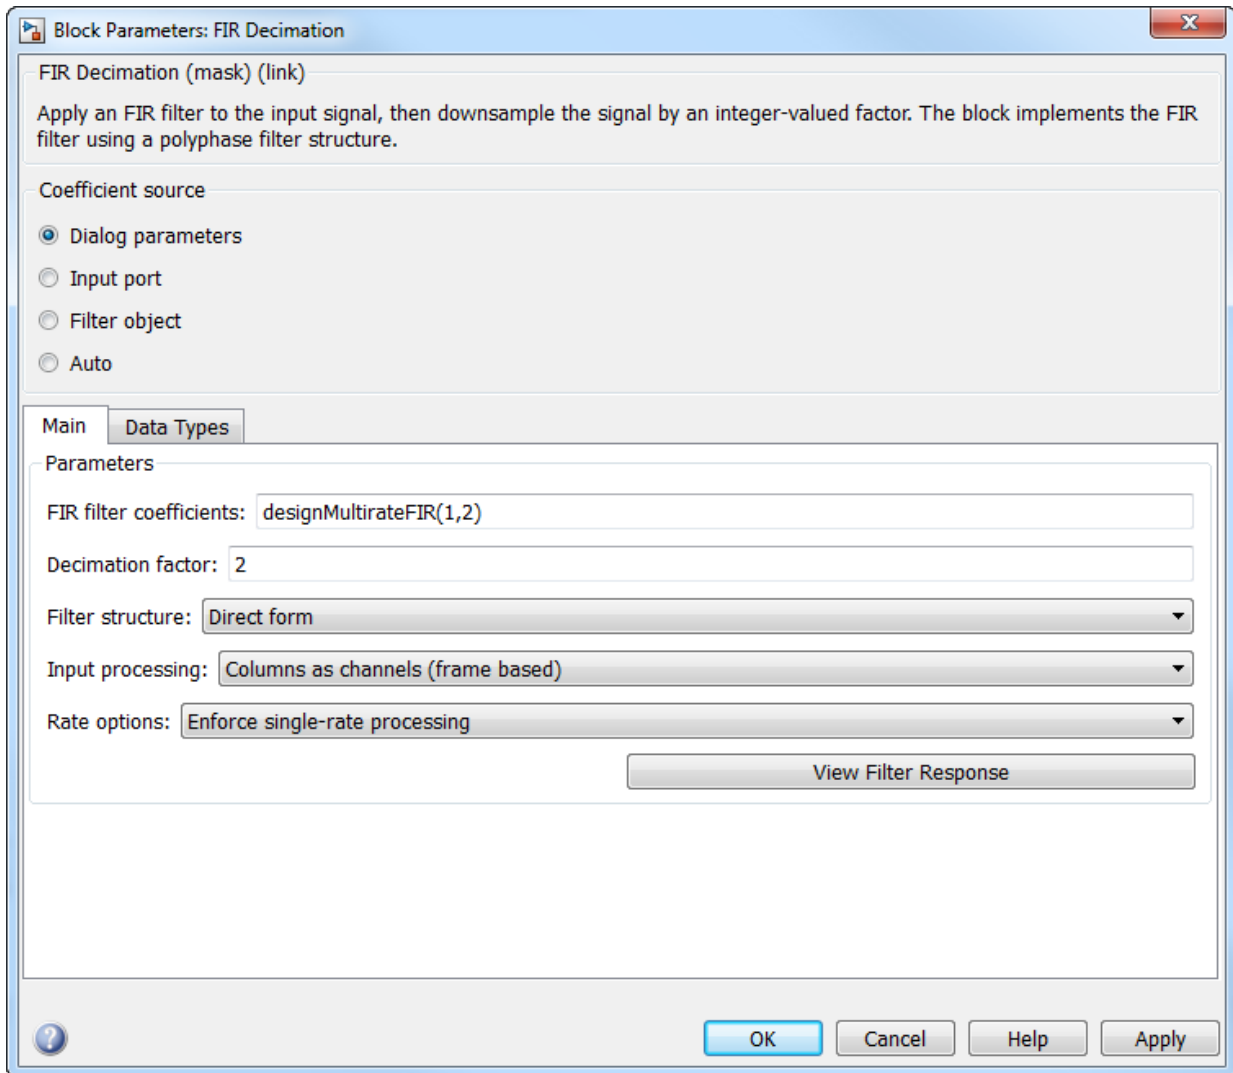 Block Parameters: FIR Decimation
X
FIR Decimation (mask) (link)
Apply an FIR filter to the input signal, then downsample the signal by an integer-valued factor. The block implements the FIR
filter using a polyphase filter structure.
Coefficient source
Dialog parameters
Input port
Filter object
Auto
Main Data Types
Parameters
FIR filter coefficients: designMultirateFIR(1,2)
Decimation factor: 2
Filter structure: Direct form
Input processing: Columns as channels (frame based)
Rate options: Enforce single-rate processing
View Filter Response
? OK Cancel Help Apply